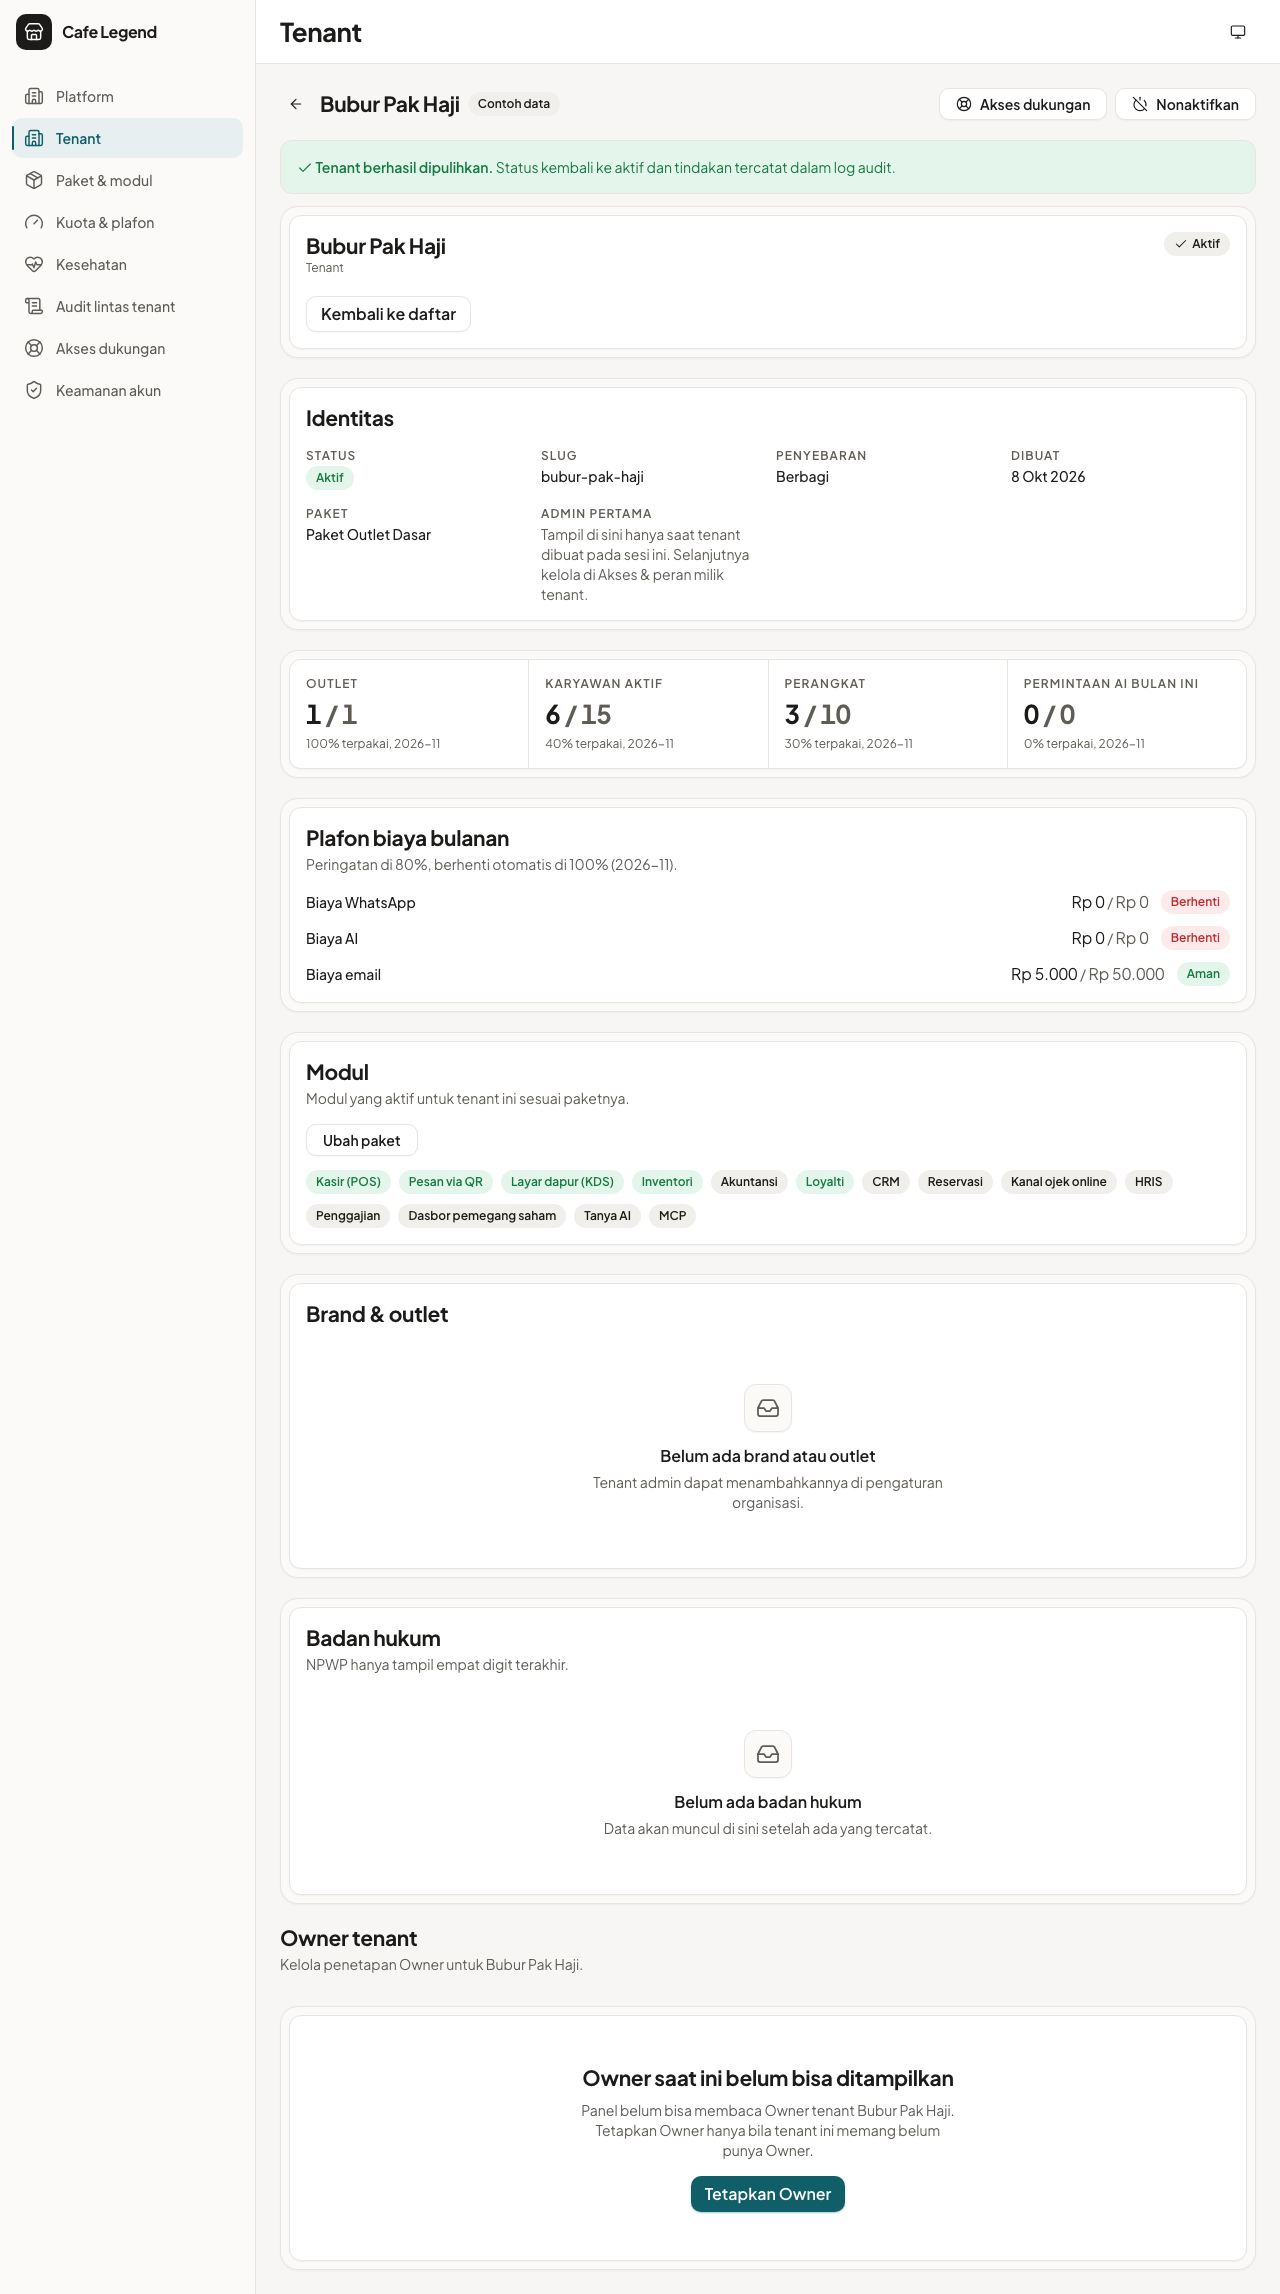 Cafe Legend
Tenant
Platform
Tenant
Paket & modul
Kuota & plafon
Kesehatan
Audit lintas tenant
Akses dukungan
Keamanan akun
Bubur Pak Haji
Contoh data
Akses dukungan
Nonaktifkan
Tenant berhasil dipulihkan. Status kembali ke aktif dan tindakan tercatat dalam log audit.
Bubur Pak Haji
Aktif
Tenant
Kembali ke daftar
Identitas
STATUS
Aktif
SLUG
bubur-pak-haji
PENYEBARAN
Berbagi
DIBUAT
8 Okt 2026
PAKET
Paket Outlet Dasar
ADMIN PERTAMA
Tampil di sini hanya saat tenant
dibuat pada sesi ini. Selanjutnya
kelola di Akses & peran milik
tenant.
OUTLET
1 / 1
100% terpakai, 2026-11
KARYAWAN AKTIF
6 / 15
40% terpakai, 2026-11
PERANGKAT
3 / 10
30% terpakai, 2026-11
PERMINTAAN AI BULAN INI
0 / 0
0% terpakai, 2026-11
Plafon biaya bulanan
Peringatan di 80%, berhenti otomatis di 100% (2026-11).
Biaya WhatsApp
Rp 0 / Rp 0
Berhenti
Biaya AI
Rp 0 / Rp 0
Berhenti
Biaya email
Rp 5.000 / Rp 50.000
Aman
Modul
Modul yang aktif untuk tenant ini sesuai paketnya.
Ubah paket
Kasir (POS)
Pesan via QR
Layar dapur (KDS)
Inventori
Akuntansi
Loyalti
CRM
Reservasi
Kanal ojek online
HRIS
Penggajian
Dasbor pemegang saham
Tanya AI
MCP
Brand & outlet
Belum ada brand atau outlet
Tenant admin dapat menambahkannya di pengaturan
organisasi.
Badan hukum
NPWP hanya tampil empat digit terakhir.
Belum ada badan hukum
Data akan muncul di sini setelah ada yang tercatat.
Owner tenant
Kelola penetapan Owner untuk Bubur Pak Haji.
Owner saat ini belum bisa ditampilkan
Panel belum bisa membaca Owner tenant Bubur Pak Haji.
Tetapkan Owner hanya bila tenant ini memang belum
punya Owner.
Tetapkan Owner